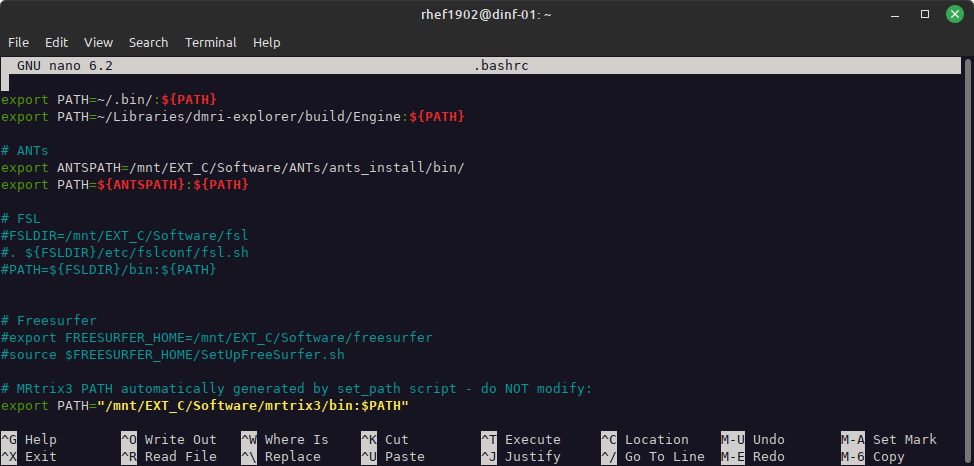 rhef1902@dinf-01: ~
File Edit View Search Terminal Help
GNU nano 6.2 .bashrc
export PATH=~/.bin/:${PATH}
export PATH=~/Libraries/dmri-explorer/build/Engine:${PATH}
# ANTs
export ANTSPATH=/mnt/EXT_C/Software/ANTs/ants_install/bin/
export PATH=${ANTSPATH}:${PATH}
# FSL
#FSLDIR=/mnt/EXT_C/Software/fsl
#. ${FSLDIR}/etc/fslconf/fsl.sh
#PATH=${FSLDIR}/bin:${PATH}
# Freesurfer
#export FREESURFER_HOME=/mnt/EXT_C/Software/freesurfer
#source $FREESURFER_HOME/SetUpFreeSurfer.sh
# MRtrix3 PATH automatically generated by set_path script - do NOT modify:
export PATH="/mnt/EXT_C/Software/mrtrix3/bin:$PATH"
^G Help ^O Write Out ^W Where Is ^K Cut ^T Execute ^C Location M-U Undo M-A Set Mark
^X Exit ^R Read File ^\ Replace ^U Paste ^J Justify ^/ Go To Line M-E Redo M-6 Copy